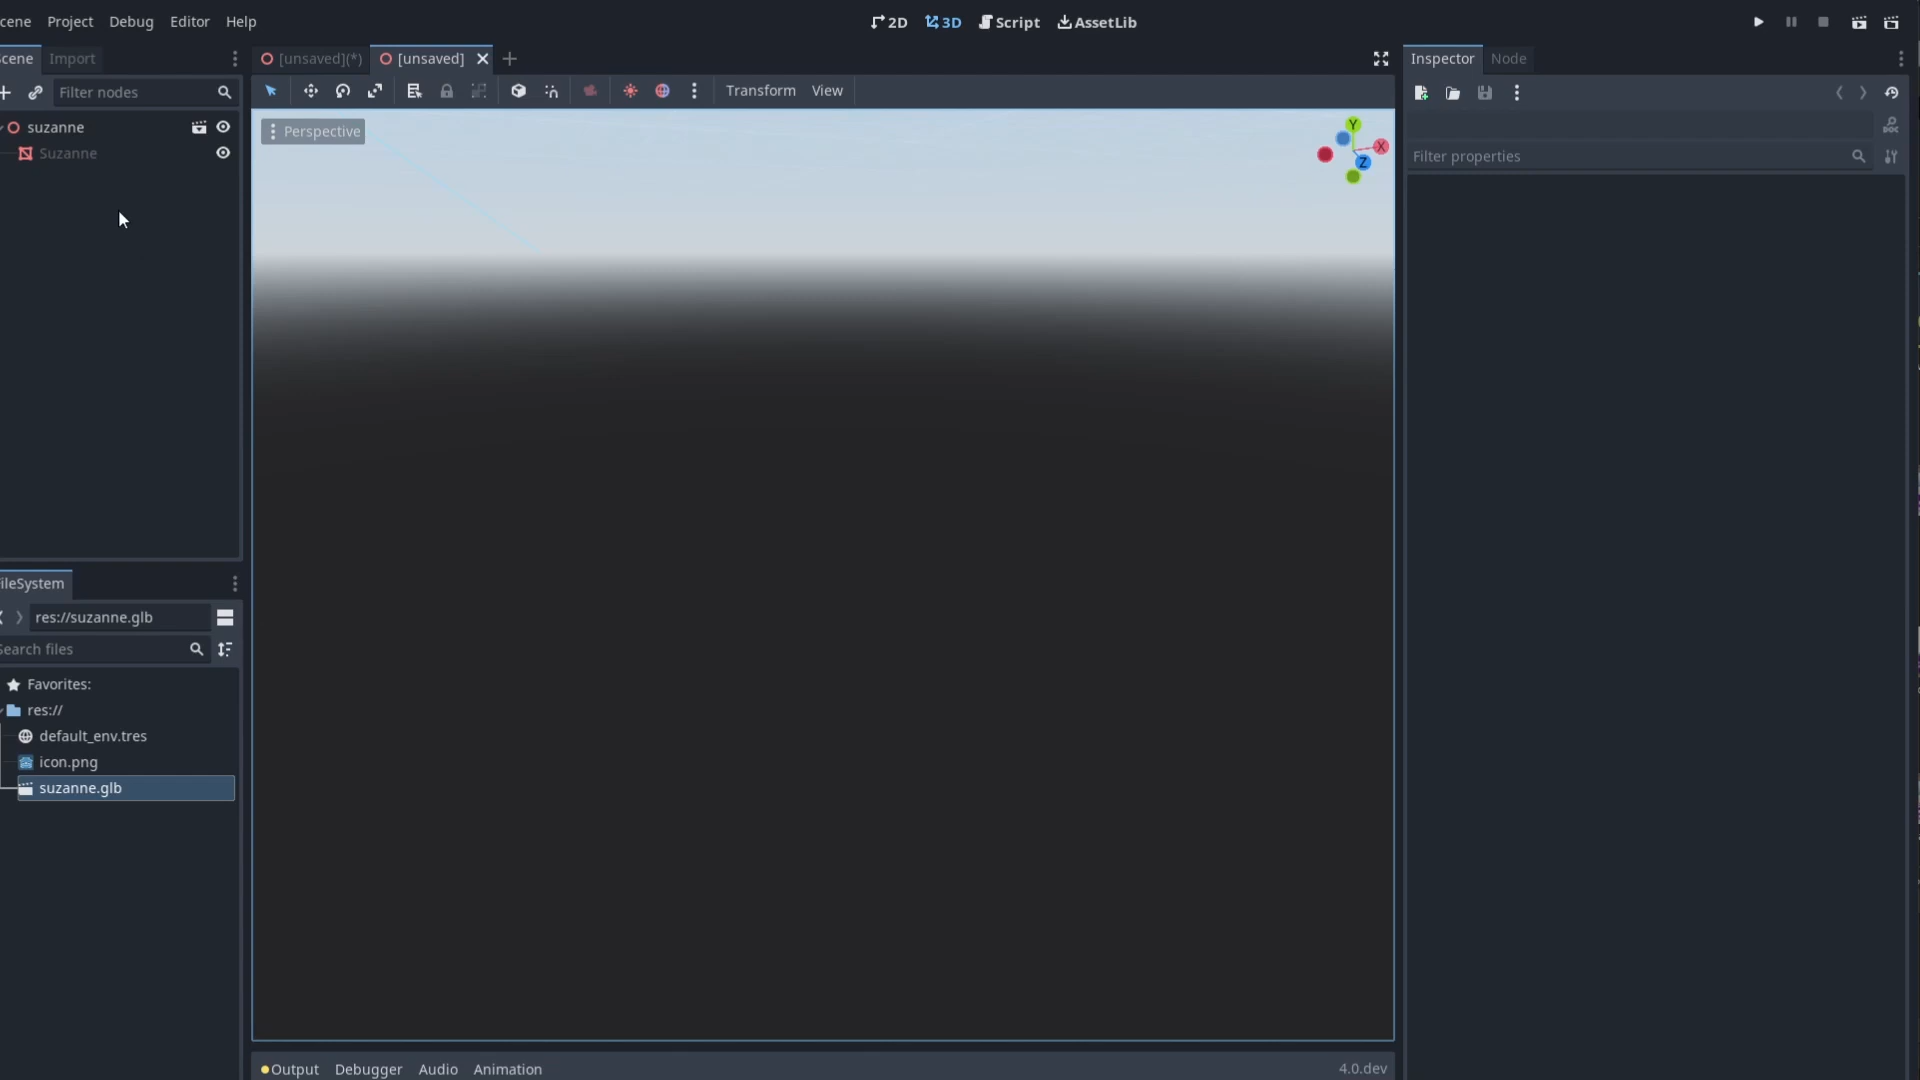 cene Project Debug Editor Help
2D 3D Script AssetLib
Scene Import
[unsaved](*) [unsaved]
Inspector Node
Filter nodes
Transform View
suzanne
Suzanne
Perspective
Y
X
Z
Filter properties
ileSystem
res://suzanne.glb
Search files
Favorites:
res://
default_env.tres
icon.png
suzanne.glb
Output Debugger Audio Animation
4.0.dev